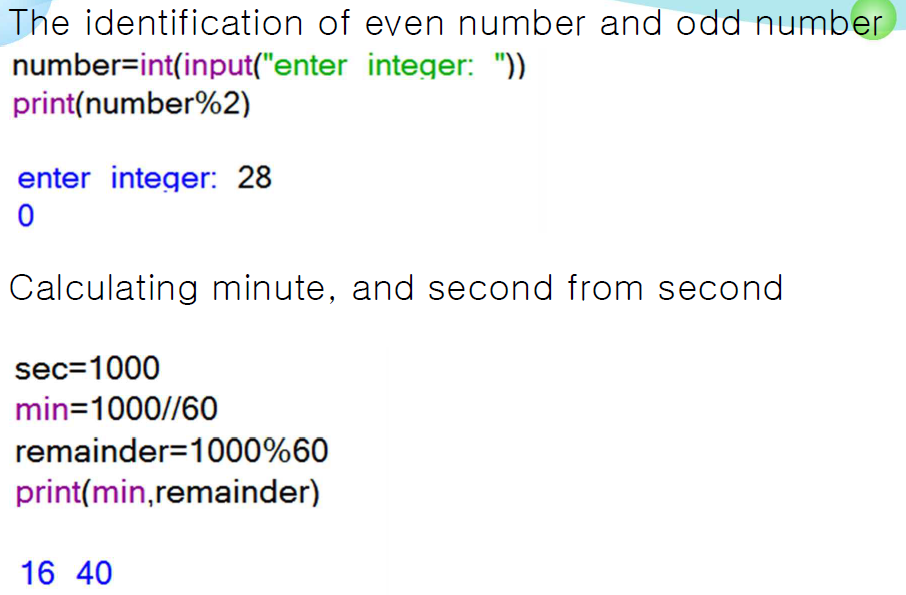 The identification of even number and odd number
number=int(input("enter integer: "))
print(number%2)
enter integer: 28
0
Calculating minute, and second from second
sec=1000
min=1000//60
remainder=1000%60
print(min,remainder)
16 40